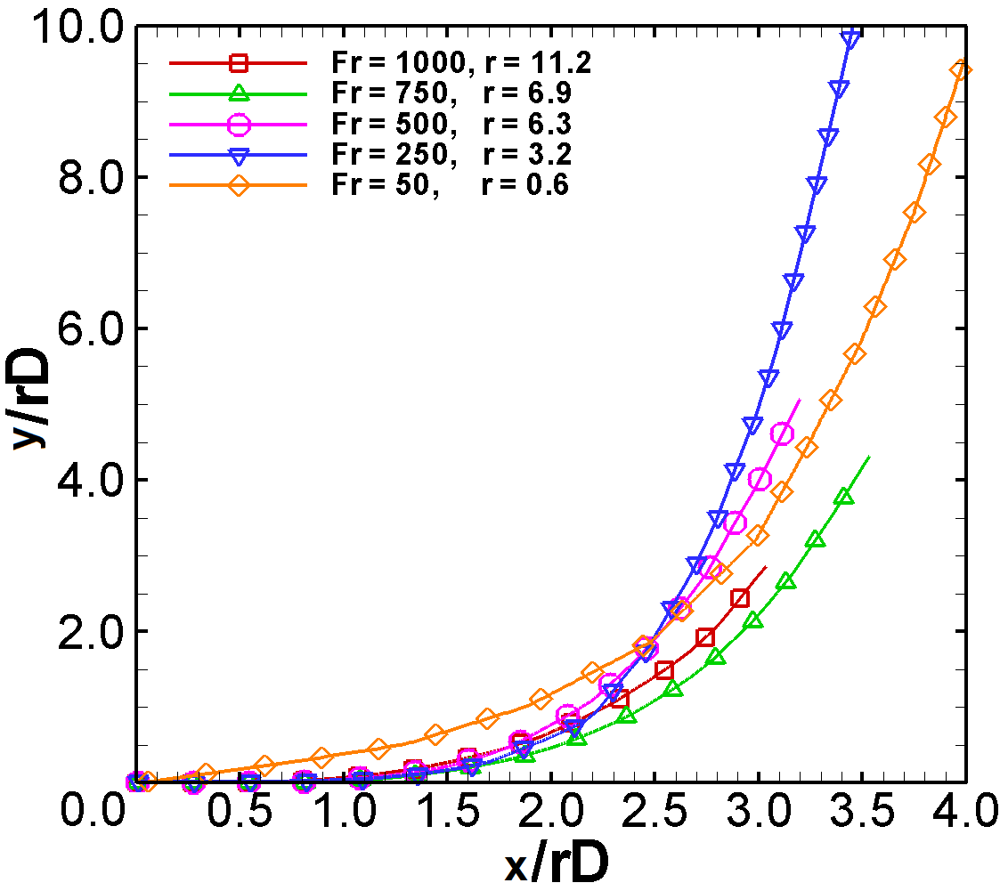 10.0
8.0
6.0
4.0
2.0
0.0
0.5
1.0
1.5
2.0
2.5
3.0
3.5
4.0
y/rD
x/rD
Fr = 1000, r = 11.2
Fr = 750, r = 6.9
Fr = 500, r = 6.3
Fr = 250, r = 3.2
Fr = 50, r = 0.6